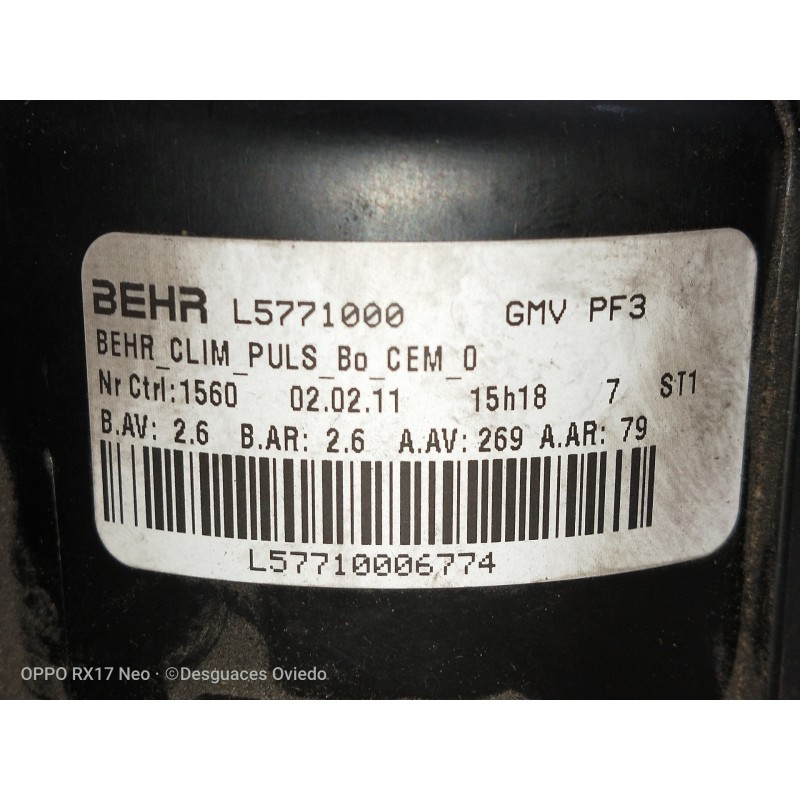 BEHR L5771000 GMV PF3
BEHR_CLIM_PULS_Bo_CEM_0
Nr Ctrl:1560 02.02.11 15h18 7 ST1
B.AV: 2.6 B.AR: 2.6 A.AV: 269 A.AR: 79
L57710006774
OPPO RX17 Neo · ©Desguaces Oviedo